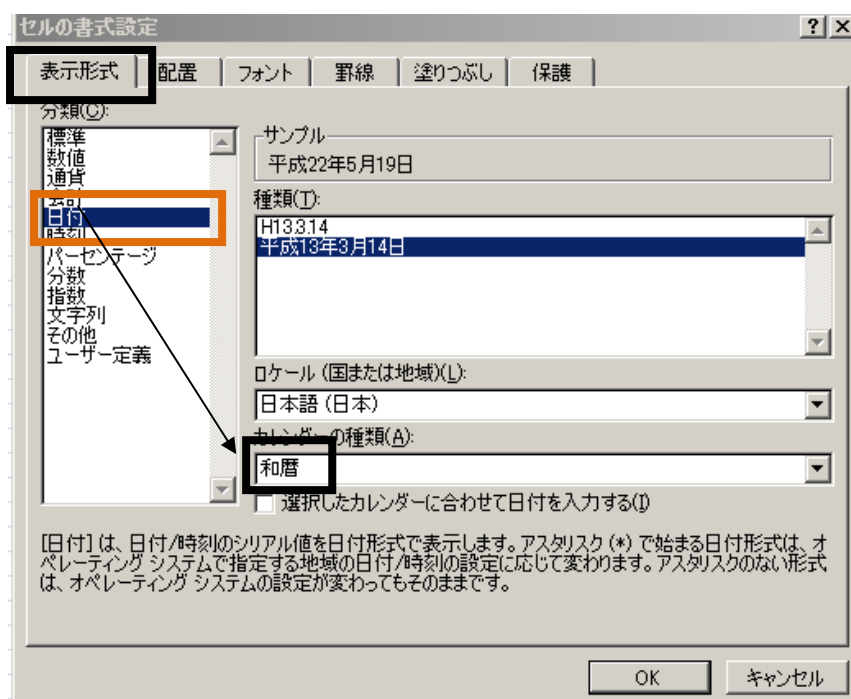 セルの書式設定
表示形式 配置 フォント 罫線 塗りつぶし 保護
分類(C):
標準
数値
通貨
会計
日付
時刻
パーセンテージ
分数
指数
文字列
その他
ユーザー定義
サンプル
平成22年5月19日
種類(T):
H13.3.14
平成13年3月14日
ロケール (国または地域)(L):
日本語 (日本)
カレンダーの種類(A):
和暦
選択したカレンダーに合わせて日付を入力する(I)
[日付] は、日付/時刻のシリアル値を日付形式で表示します。アスタリスク (*) で始まる日付形式は、オ
ペレーティング システムで指定する地域の日付/時刻の設定に応じて変わります。アスタリスクのない形式
は、オペレーティング システムの設定が変わってもそのままです。
OK キャンセル